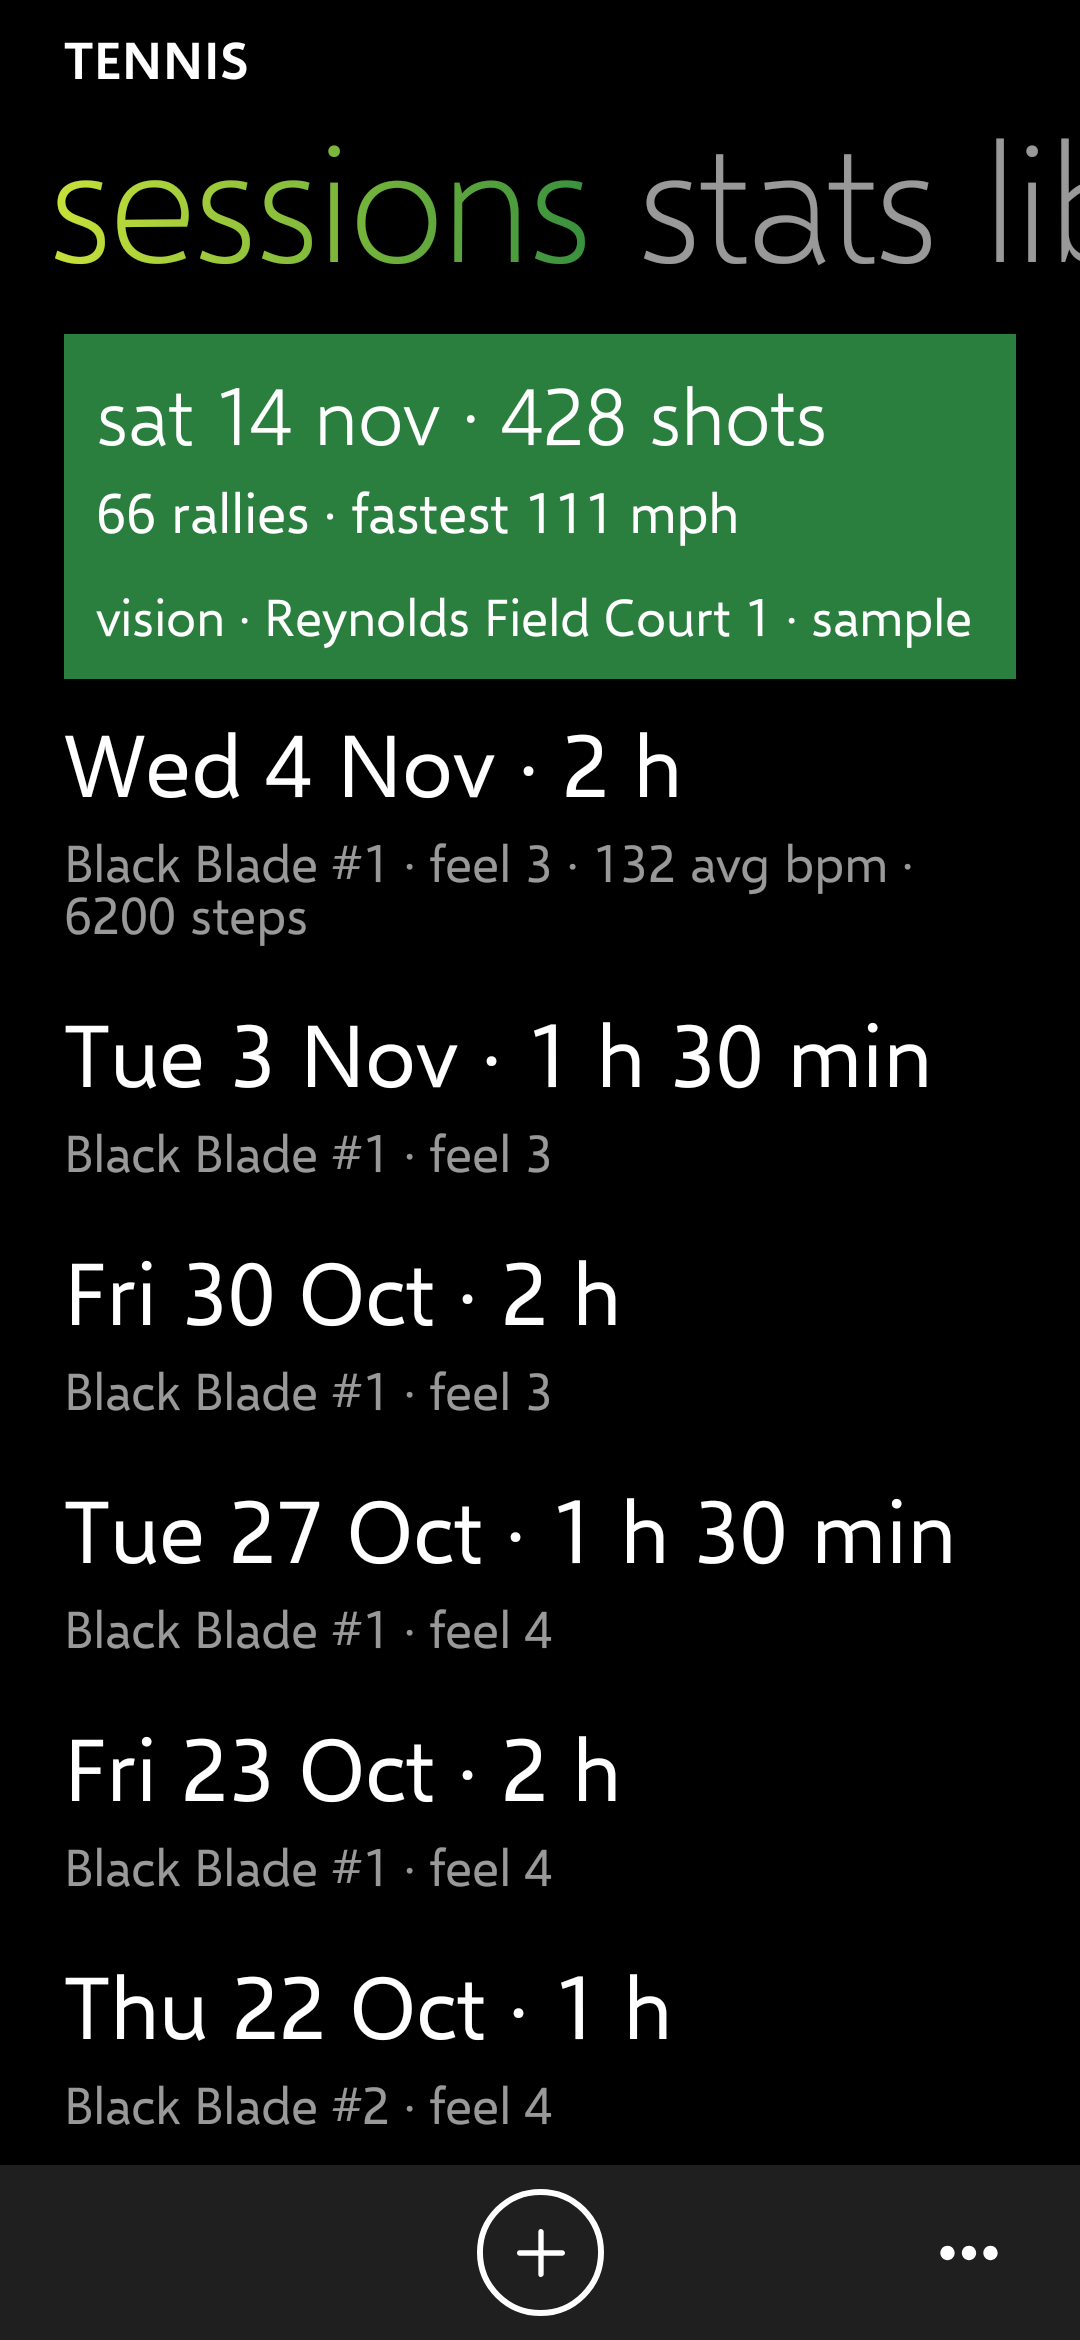 TENNIS
sessions stats lib
sat 14 nov · 428 shots
66 rallies · fastest 111 mph
vision · Reynolds Field Court 1 · sample
Wed 4 Nov · 2 h
Black Blade #1 · feel 3 · 132 avg bpm ·
6200 steps
Tue 3 Nov · 1 h 30 min
Black Blade #1 · feel 3
Fri 30 Oct · 2 h
Black Blade #1 · feel 3
Tue 27 Oct · 1 h 30 min
Black Blade #1 · feel 4
Fri 23 Oct · 2 h
Black Blade #1 · feel 4
Thu 22 Oct · 1 h
Black Blade #2 · feel 4